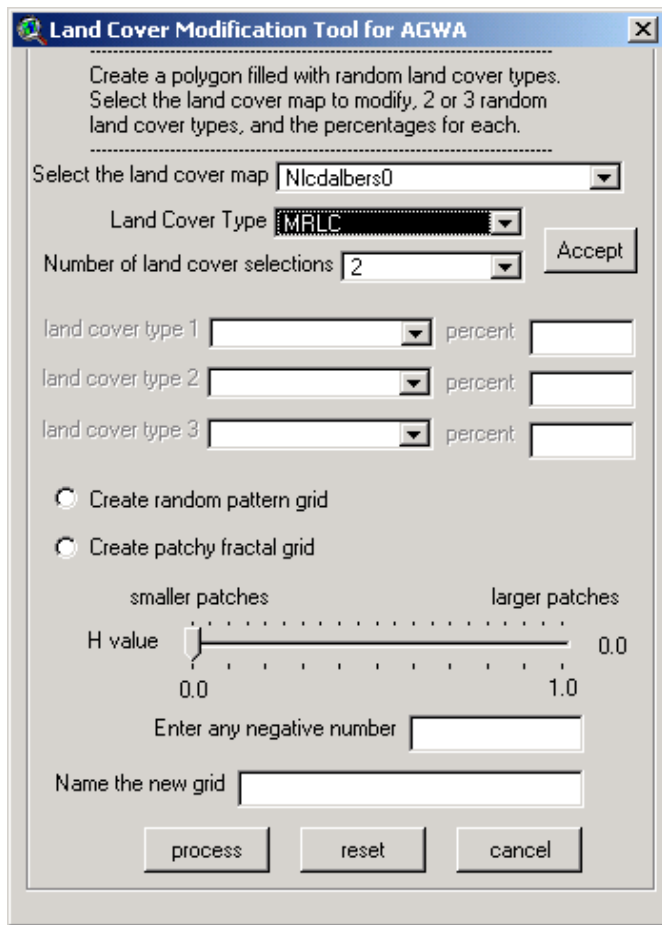 Land Cover Modification Tool for AGWA
Create a polygon filled with random land cover types.
Select the land cover map to modify, 2 or 3 random
land cover types, and the percentages for each.
Select the land cover map Nlcdalbers0
Land Cover Type MRLC
Accept
Number of land cover selections 2
land cover type 1 percent
land cover type 2 percent
land cover type 3 percent
Create random pattern grid
Create patchy fractal grid
smaller patches larger patches
H value 0.0
0.0 1.0
Enter any negative number
Name the new grid
process reset cancel